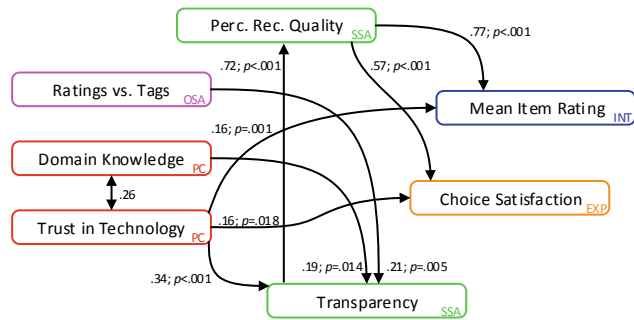 Perc. Rec. Quality
SSA
.77; p<.001
.72; p<.001
.57; p<.001
Ratings vs. Tags
OSA
Mean Item Rating
INT
.16; p=.001
Domain Knowledge
PC
.26
Choice Satisfaction
EXP
Trust in Technology
PC
.16; p=.018
.34; p<.001
.19; p=.014
.21; p=.005
Transparency
SSA